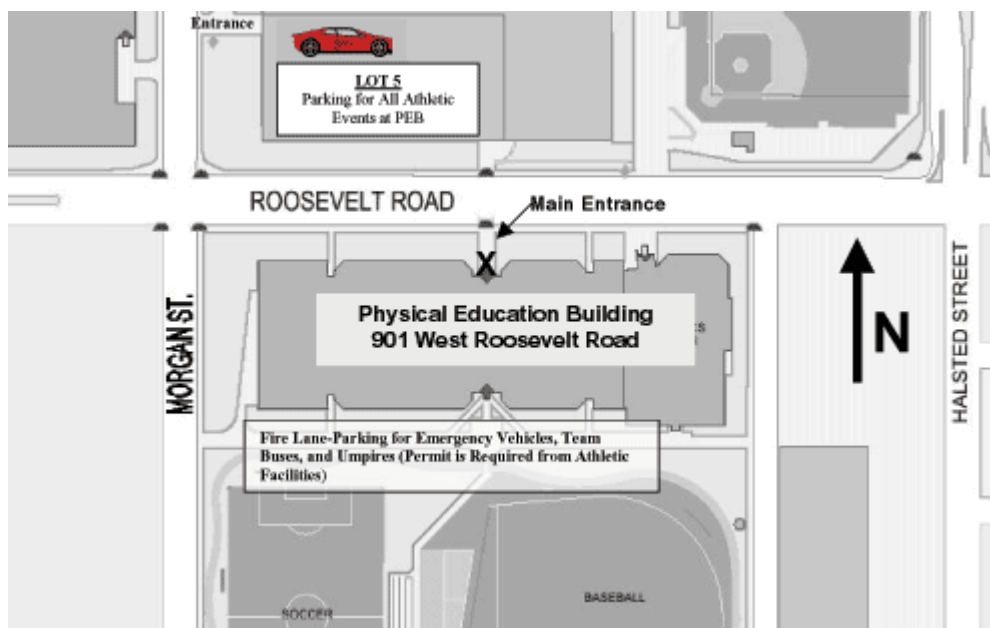 Entrance
LOT 5
Parking for All Athletic
Events at PEB
ROOSEVELT ROAD
Main Entrance
X
Physical Education Building
901 West Roosevelt Road
MORGAN ST.
N
HALSTED STREET
Fire Lane-Parking for Emergency Vehicles, Team
Buses, and Umpires (Permit is Required from Athletic
Facilities)
SOCCER
BASEBALL